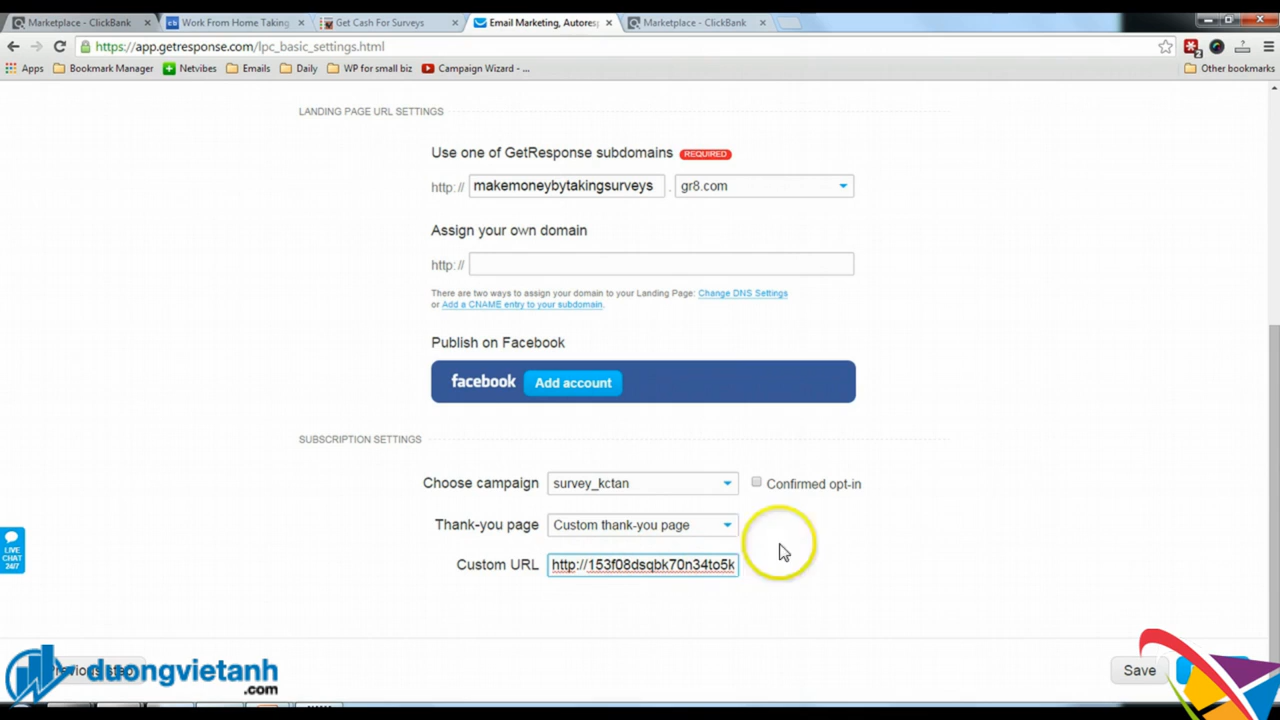 Marketplace - ClickBank
Work From Home Taking
Get Cash For Surveys
Email Marketing, Autoresp
Marketplace - ClickBank
https://app.getresponse.com/lpc_basic_settings.html
Apps
Bookmark Manager
Netvibes
Emails
Daily
WP for small biz
Campaign Wizard - ...
Other bookmarks
LANDING PAGE URL SETTINGS
Use one of GetResponse subdomains REQUIRED
http:// makemoneybytakingsurveys . gr8.com
Assign your own domain
http://
There are two ways to assign your domain to your Landing Page: Change DNS Settings
or Add a CNAME entry to your subdomain.
Publish on Facebook
facebook Add account
SUBSCRIPTION SETTINGS
Choose campaign survey_kctan Confirmed opt-in
Thank-you page Custom thank-you page
Custom URL http://153f08dsqbk70n34to5k
LIVE
CHAT
24/7
duongvietanh
.com
Save